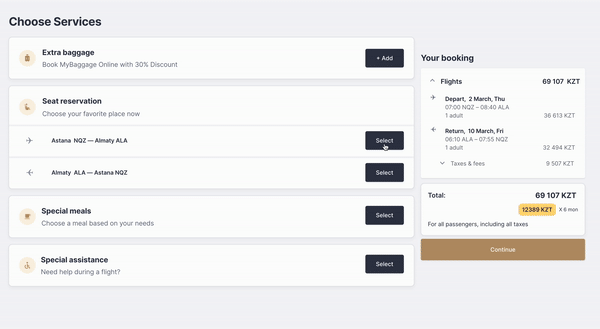 Choose Services
Extra baggage
Book MyBaggage Online with 30% Discount
+ Add
Seat reservation
Choose your favorite place now
Astana NQZ — Almaty ALA
Select
Almaty ALA — Astana NQZ
Select
Special meals
Choose a meal based on your needs
Select
Special assistance
Need help during a flight?
Select
Your booking
Flights 69 107 KZT
Depart, 2 March, Thu
07:00 NQZ – 08:40 ALA
1 adult 36 613 KZT
Return, 10 March, Fri
06:10 ALA – 07:55 NQZ
1 adult 32 494 KZT
Taxes & fees 9 507 KZT
Total: 69 107 KZT
12389 KZT X 6 mon
For all passengers, including all taxes
Continue